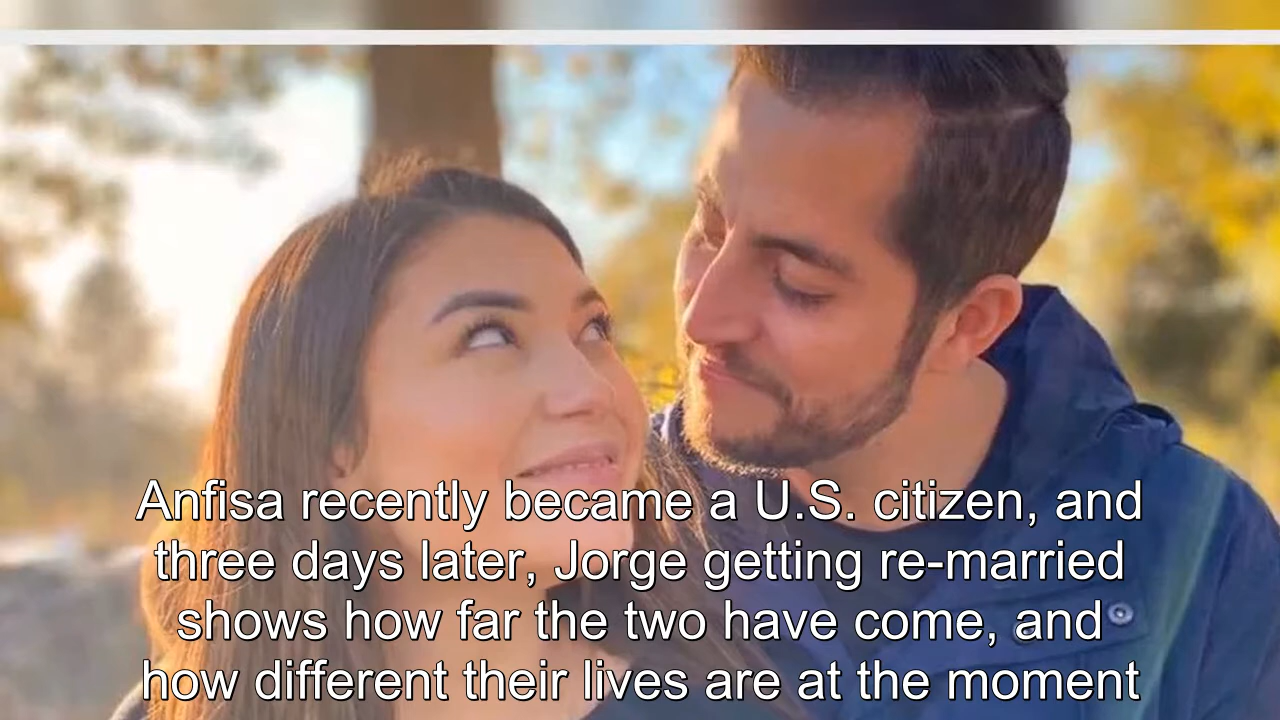 Anfisa recently became a U.S. citizen, and
three days later, Jorge getting re-married
shows how far the two have come, and
how different their lives are at the moment